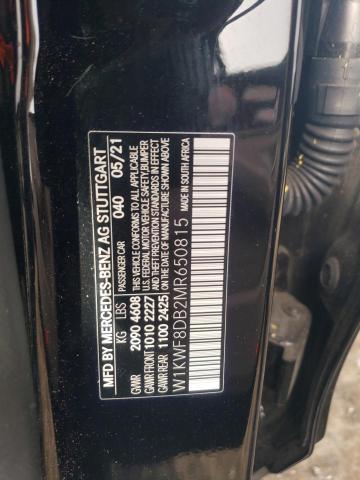 MFD BY MERCEDES-BENZ AG STUTTGART
PASSENGER CAR 040 05/21
KG LBS
GVWR 2090 4608
GAWR FRONT 1010 2227
GAWR REAR 1100 2425
THIS VEHICLE CONFORMS TO ALL APPLICABLE
U.S. FEDERAL MOTOR VEHICLE SAFETY, BUMPER
AND THEFT PREVENTION STANDARDS IN EFFECT
ON THE DATE OF MANUFACTURE SHOWN ABOVE
W1KWF8DB2MR650815
MADE IN SOUTH AFRICA